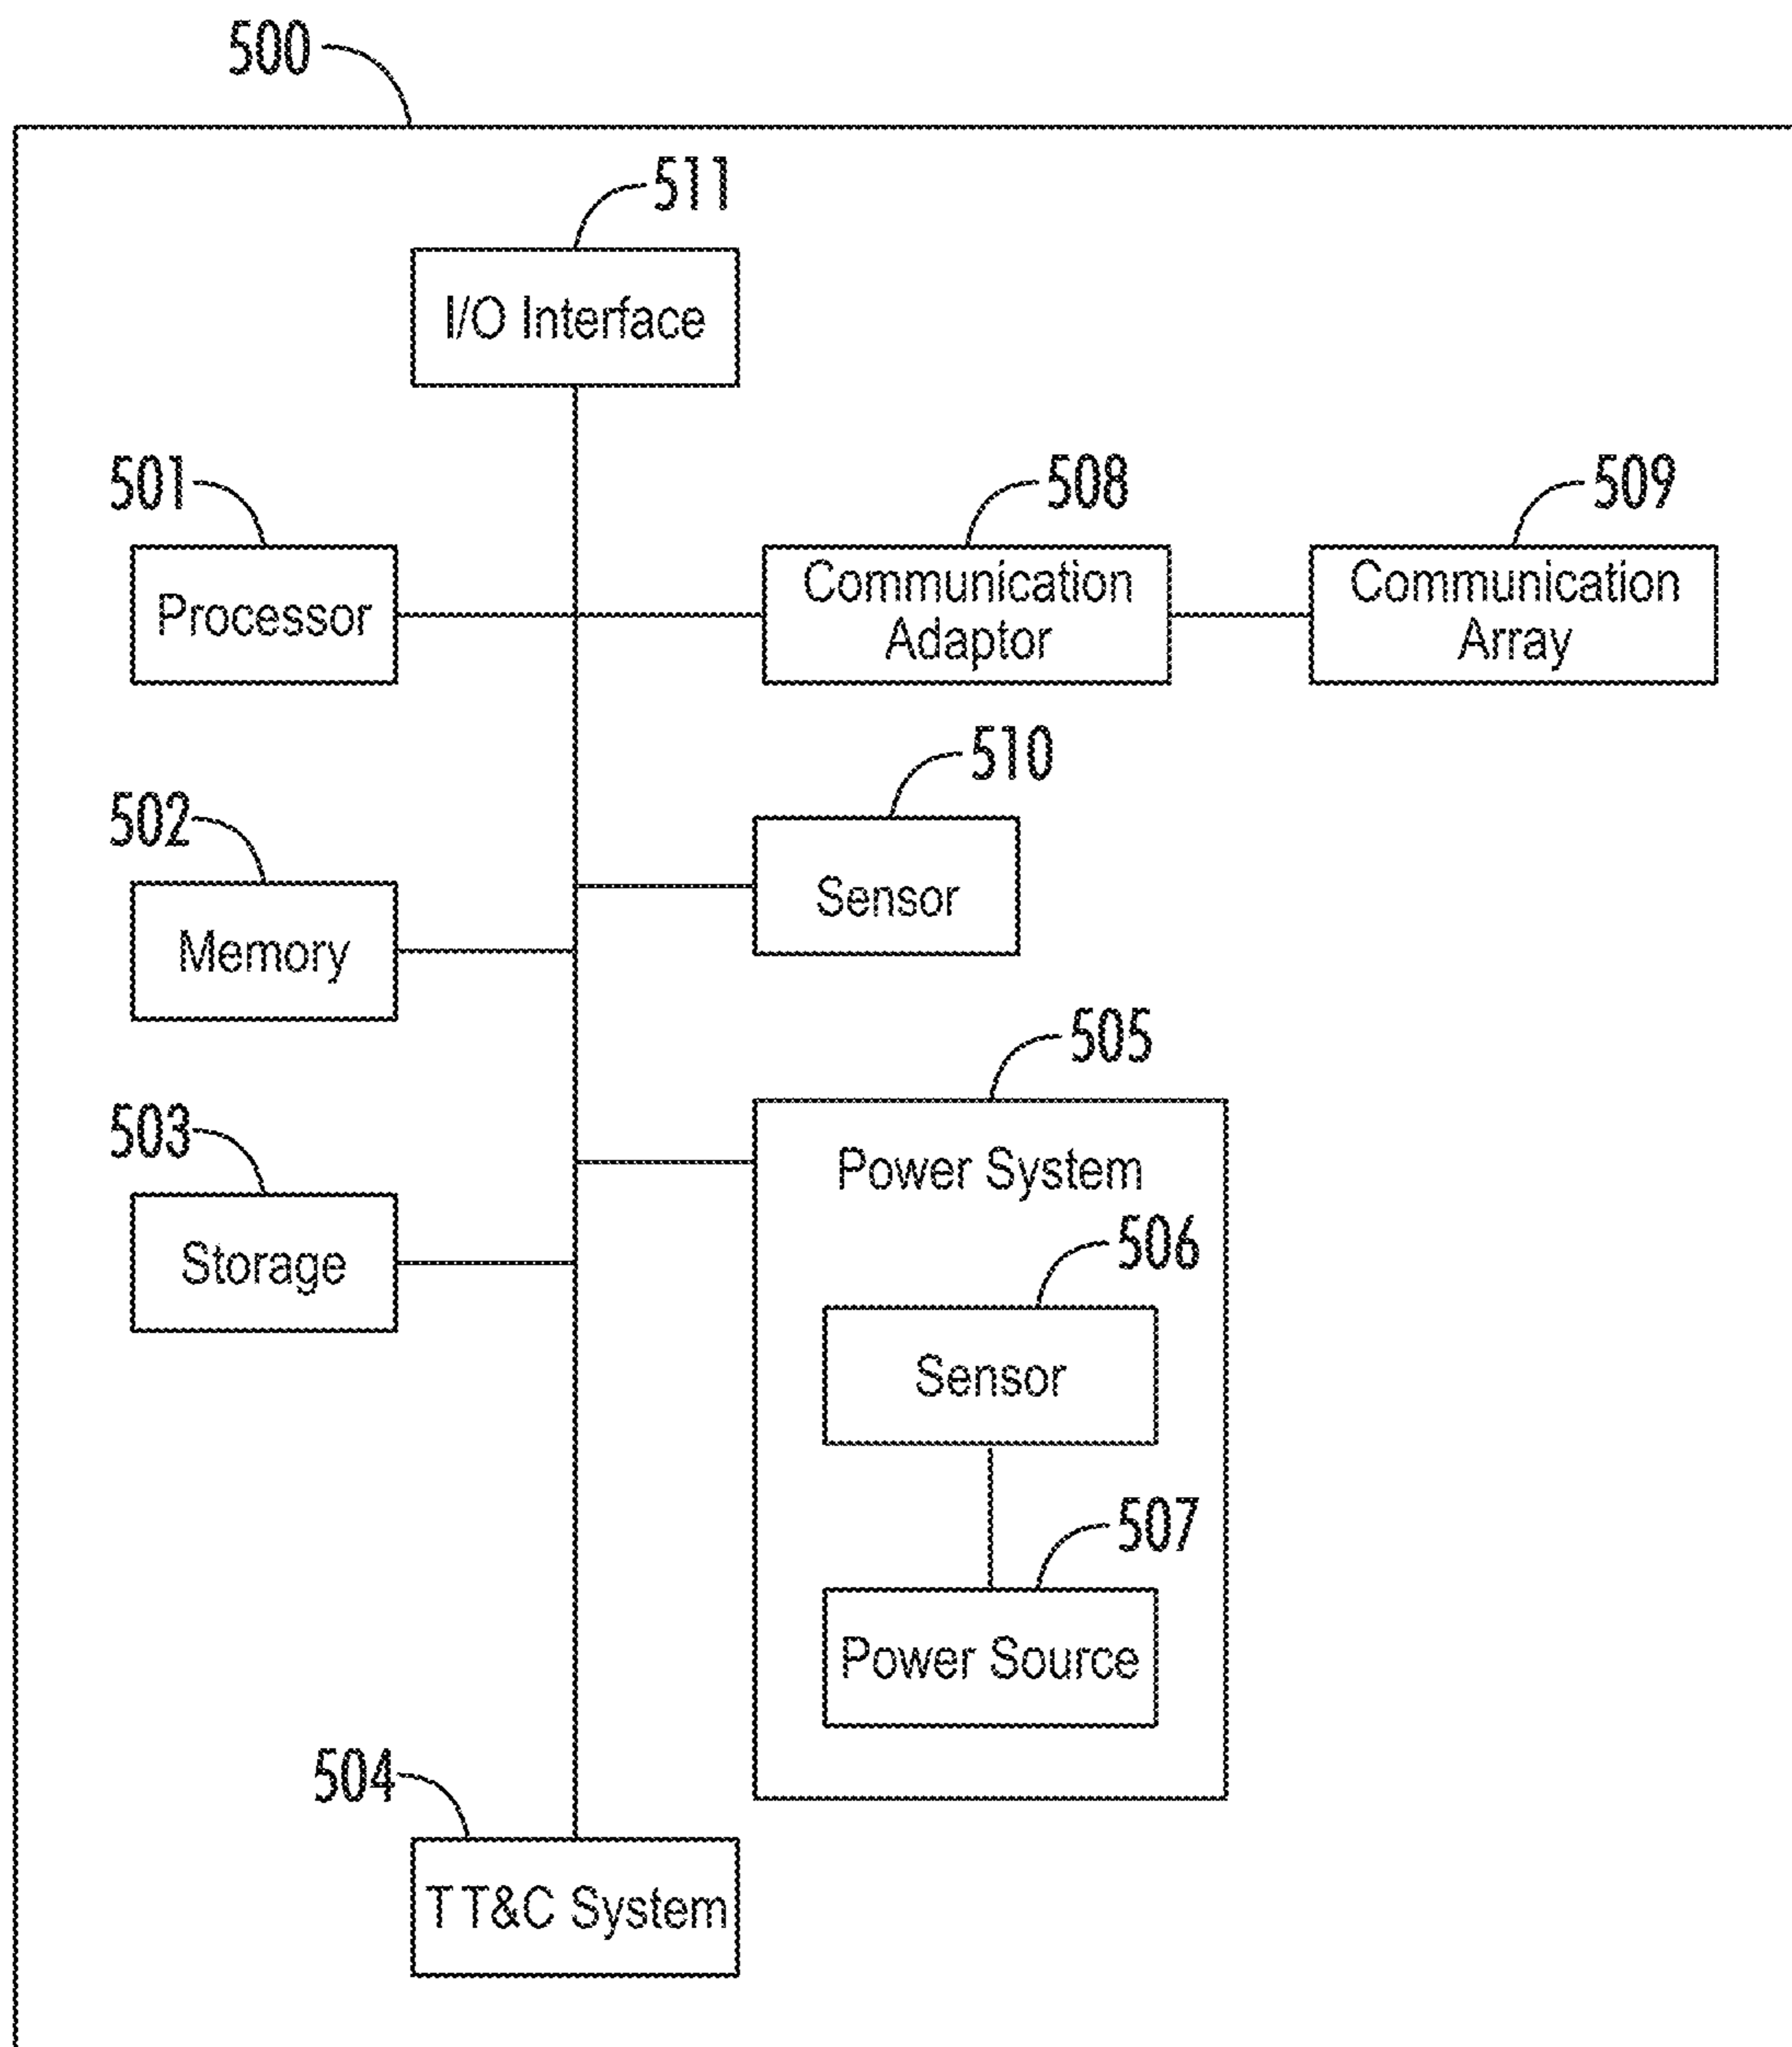 500
511
I/O Interface
501
508
509
Processor
Communication
Adaptor
Communication
Array
510
502
Sensor
Memory
505
503
Power System
Storage
506
Sensor
507
Power Source
504
TT&C System